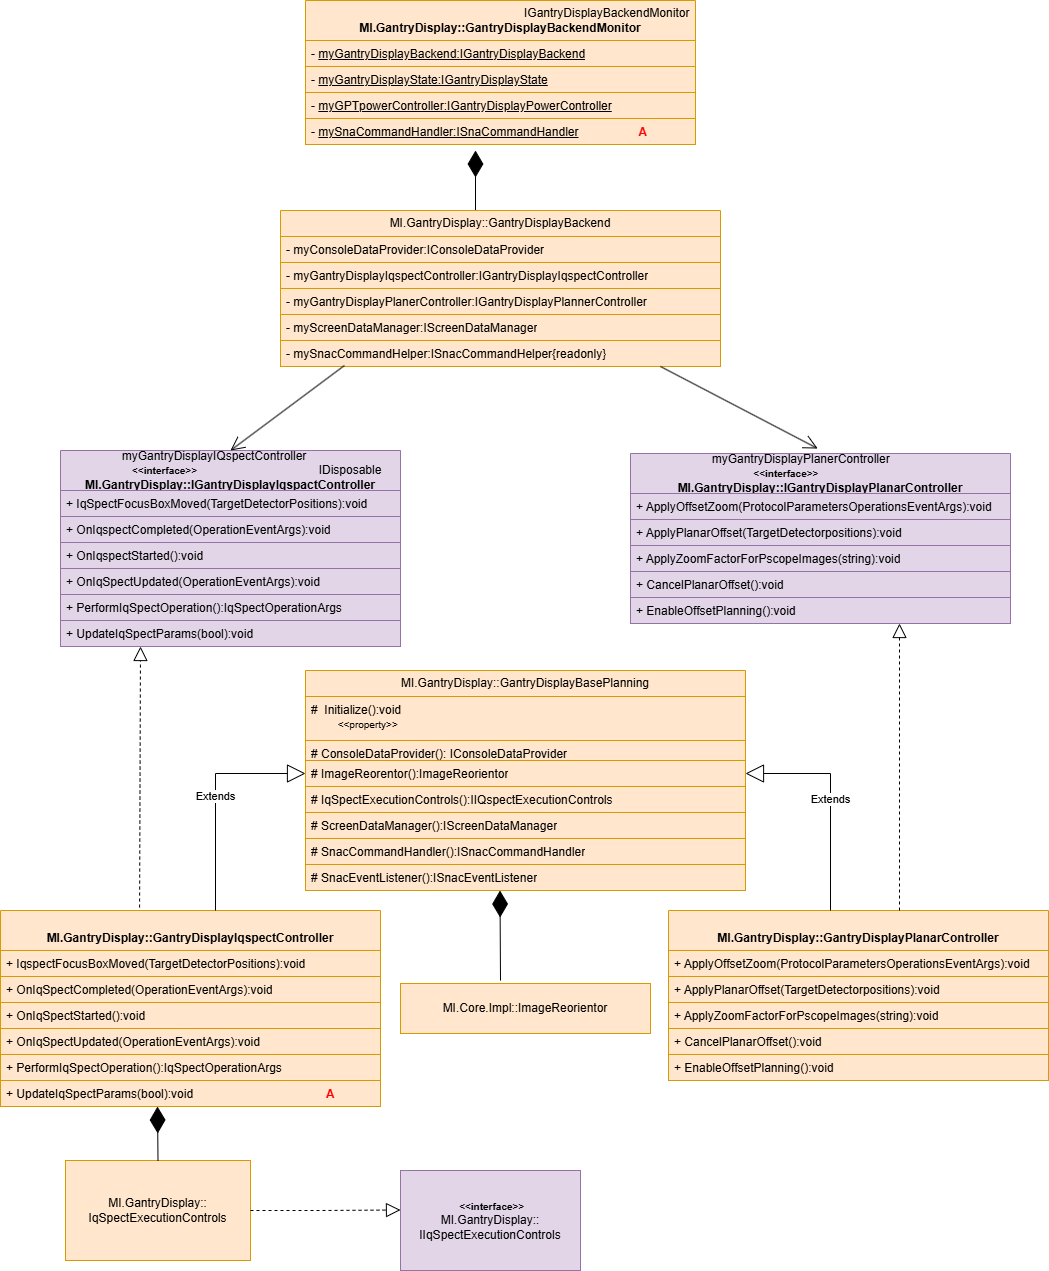 IGantryDisplayBackendMonitor
MI.GantryDisplay::GantryDisplayBackendMonitor
- myGantryDisplayBackend:IGantryDisplayBackend
- myGantryDisplayState:IGantryDisplayState
- myGPTpowerController:IGantryDisplayPowerController
- mySnaCommandHandler:ISnaCommandHandler A
MI.GantryDisplay::GantryDisplayBackend
- myConsoleDataProvider:IConsoleDataProvider
- myGantryDisplayIqspectController:IGantryDisplayIqspectController
- myGantryDisplayPlanerController:IGantryDisplayPlannerController
- myScreenDataManager:IScreenDataManager
- mySnacCommandHelper:ISnacCommandHelper{readonly}
myGantryDisplayIQspectController
<<interface>> IDisposable
MI.GantryDisplay::IGantryDisplayIqspactController
+ IqSpectFocusBoxMoved(TargetDetectorPositions):void
+ OnIqspectCompleted(OperationEventArgs):void
+ OnIqspectStarted():void
+ OnIqSpectUpdated(OperationEventArgs):void
+ PerformIqSpectOperation():IqSpectOperationArgs
+ UpdateIqSpectParams(bool):void
myGantryDisplayPlanerController
<<interface>>
MI.GantryDisplay::IGantryDisplayPlanarController
+ ApplyOffsetZoom(ProtocolParametersOperationsEventArgs):void
+ ApplyPlanarOffset(TargetDetectorpositions):void
+ ApplyZoomFactorForPscopeImages(string):void
+ CancelPlanarOffset():void
+ EnableOffsetPlanning():void
MI.GantryDisplay::GantryDisplayBasePlanning
# Initialize():void
<<property>>
# ConsoleDataProvider(): IConsoleDataProvider
# ImageReorentor():ImageReorientor
# IqSpectExecutionControls():IIQspectExecutionControls
# ScreenDataManager():IScreenDataManager
# SnacCommandHandler():ISnacCommandHandler
# SnacEventListener():ISnacEventListener
Extends
Extends
MI.GantryDisplay::GantryDisplayIqspectController
+ IqspectFocusBoxMoved(TargetDetectorPositions):void
+ OnIqSpectCompleted(OperationEventArgs):void
+ OnIqSpectStarted():void
+ OnIqSpectUpdated(OperationEventArgs):void
+ PerformIqSpectOperation():IqSpectOperationArgs
+ UpdateIqSpectParams(bool):void A
MI.Core.Impl::ImageReorientor
MI.GantryDisplay::GantryDisplayPlanarController
+ ApplyOffsetZoom(ProtocolParametersOperationsEventArgs):void
+ ApplyPlanarOffset(TargetDetectorpositions):void
+ ApplyZoomFactorForPscopeImages(string):void
+ CancelPlanarOffset():void
+ EnableOffsetPlanning():void
MI.GantryDisplay::
IqSpectExecutionControls
<<interface>>
MI.GantryDisplay::
IIqSpectExecutionControls